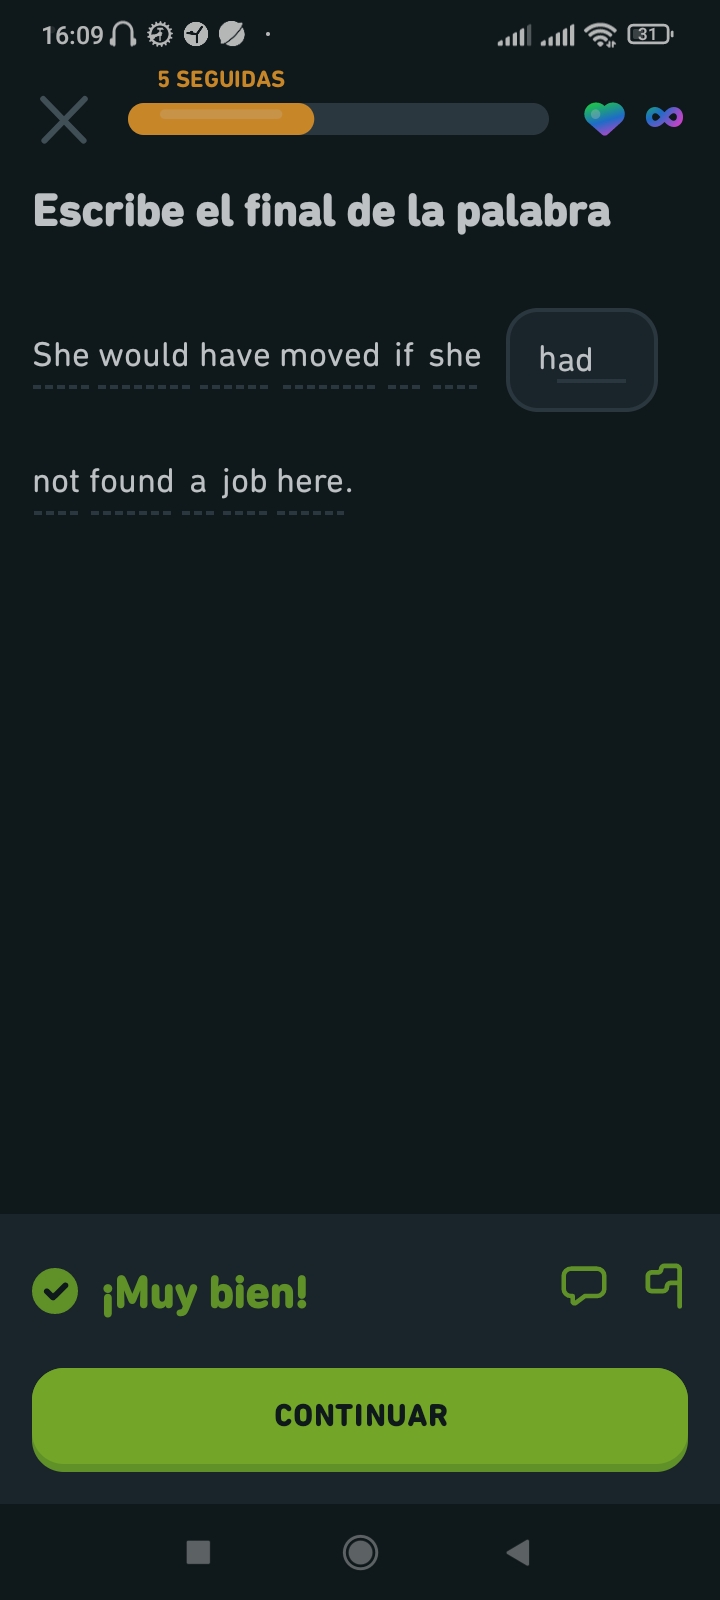 16:09
31
5 SEGUIDAS
Escribe el final de la palabra
She would have moved if she had
not found a job here.
¡Muy bien!
CONTINUAR